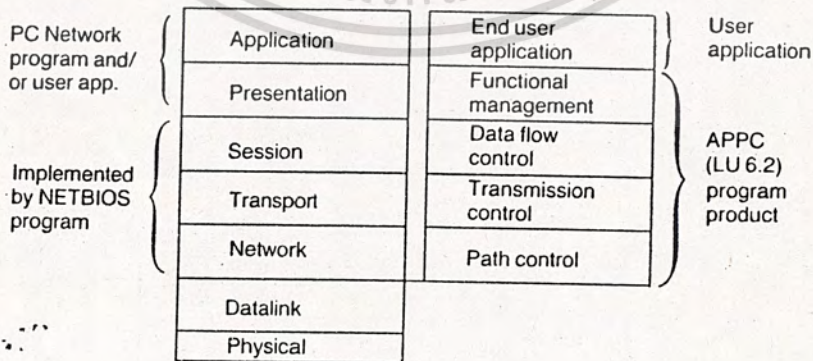 PC Network
program and/
or user app.
Implemented
by NETBIOS
program
Application
Presentation
Session
Transport
Network
Datalink
Physical
End user
application
Functional
management
Data flow
control
Transmission
control
Path control
User
application
APPC
(LU 6.2)
program
product